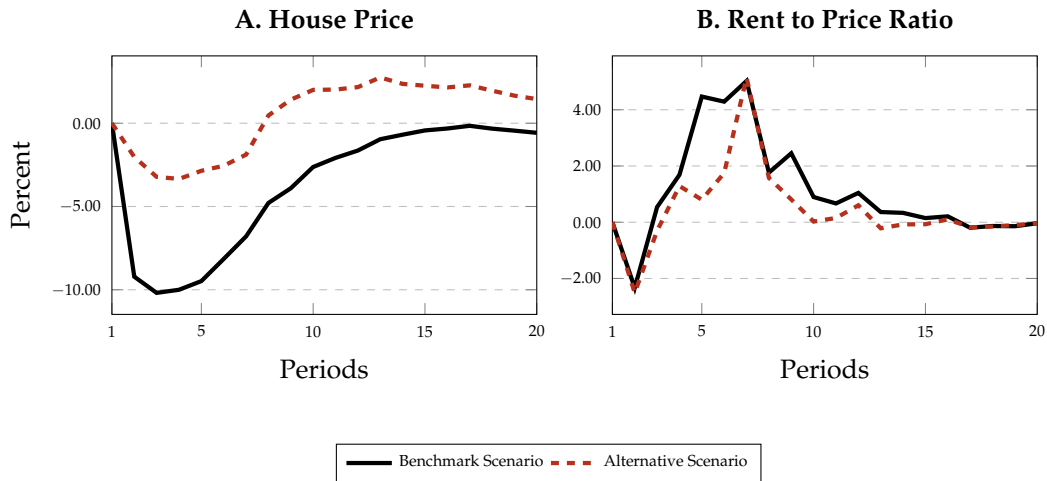 A. House Price
Percent
0.00
−5.00
−10.00
1 5 10 15 20
Periods
B. Rent to Price Ratio
4.00
2.00
0.00
−2.00
1 5 10 15 20
Periods
Benchmark Scenario Alternative Scenario